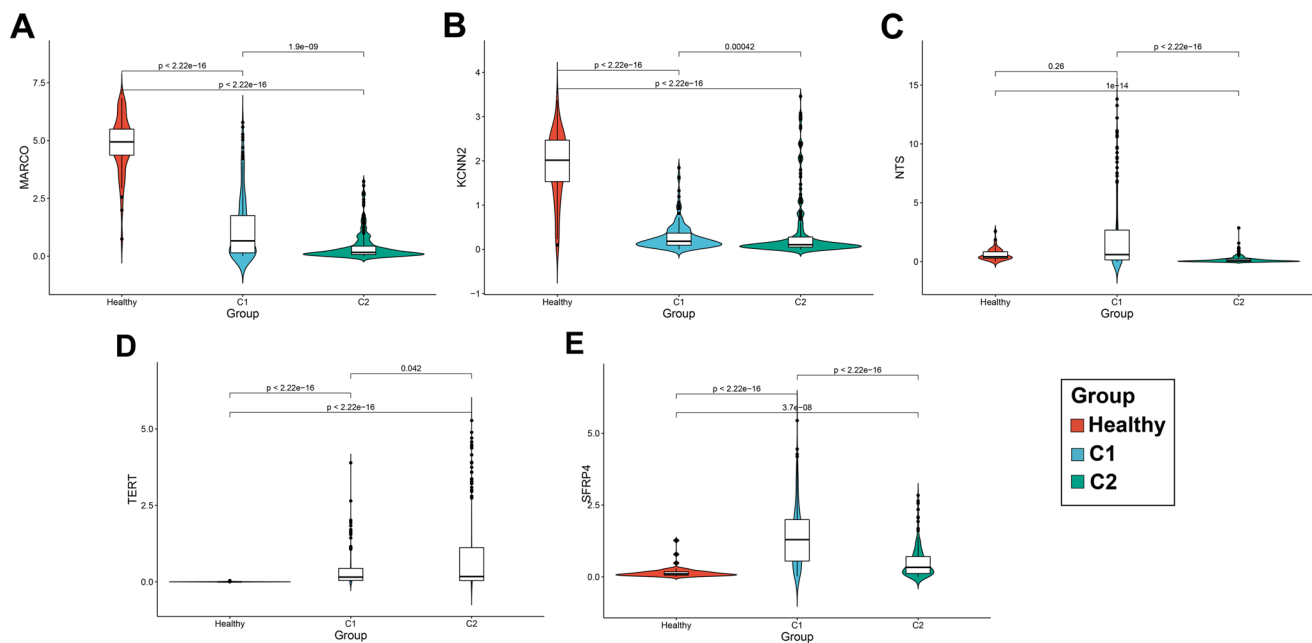 A
1.9e−09
p < 2.22e−16
p < 2.22e−16
7.5
5.0
2.5
0.0
MARCO
Healthy
C1
C2
Group
B
0.00042
p < 2.22e−16
p < 2.22e−16
4
3
2
1
0
−1
KCNN2
Healthy
C1
C2
Group
C
p < 2.22e−16
0.26
1e−14
15
10
5
0
NTS
Healthy
C1
C2
Group
D
0.042
p < 2.22e−16
p < 2.22e−16
5.0
2.5
0.0
TERT
Healthy
C1
C2
Group
E
p < 2.22e−16
p < 2.22e−16
3.7e−08
5.0
2.5
0.0
SFRP4
Healthy
C1
C2
Group
Group
Healthy
C1
C2